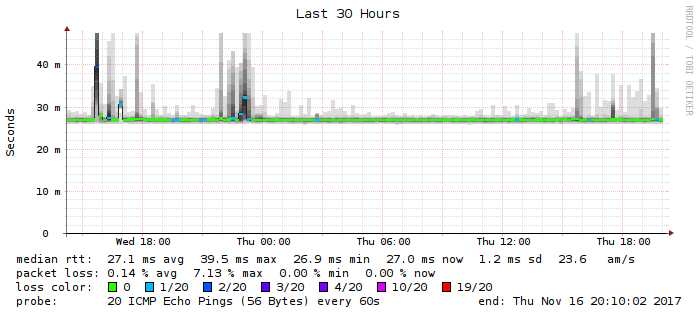 Last 30 Hours
RRDTOOL / TOBI OETIKER
Seconds
40 m
30 m
20 m
10 m
0
Wed 18:00 Thu 00:00 Thu 06:00 Thu 12:00 Thu 18:00
median rtt: 27.1 ms avg 39.5 ms max 26.9 ms min 27.0 ms now 1.2 ms sd 23.6 am/s
packet loss: 0.14 % avg 7.13 % max 0.00 % min 0.00 % now
loss color: 0 1/20 2/20 3/20 4/20 10/20 19/20
probe: 20 ICMP Echo Pings (56 Bytes) every 60s end: Thu Nov 16 20:10:02 2017